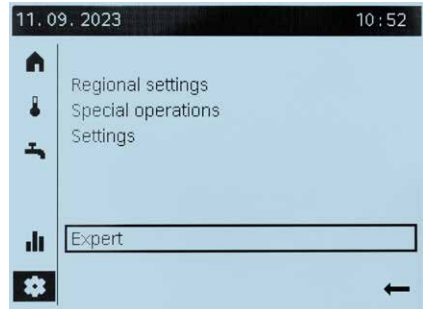 11. 09. 2023 10:52
Regional settings
Special operations
Settings
Expert